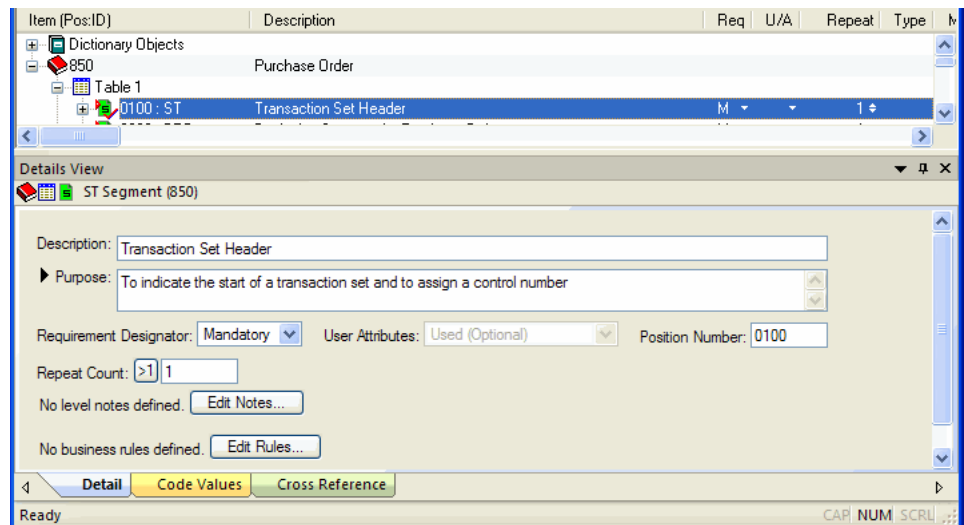 Item (Pos:ID) Description Req U/A Repeat Type
Dictionary Objects
850 Purchase Order
Table 1
0100 : ST Transaction Set Header M 1
Details View
ST Segment (850)
Description: Transaction Set Header
Purpose: To indicate the start of a transaction set and to assign a control number
Requirement Designator: Mandatory User Attributes: Used (Optional) Position Number: 0100
Repeat Count: >1 1
No level notes defined. Edit Notes...
No business rules defined. Edit Rules...
Detail Code Values Cross Reference
Ready CAP NUM SCRL